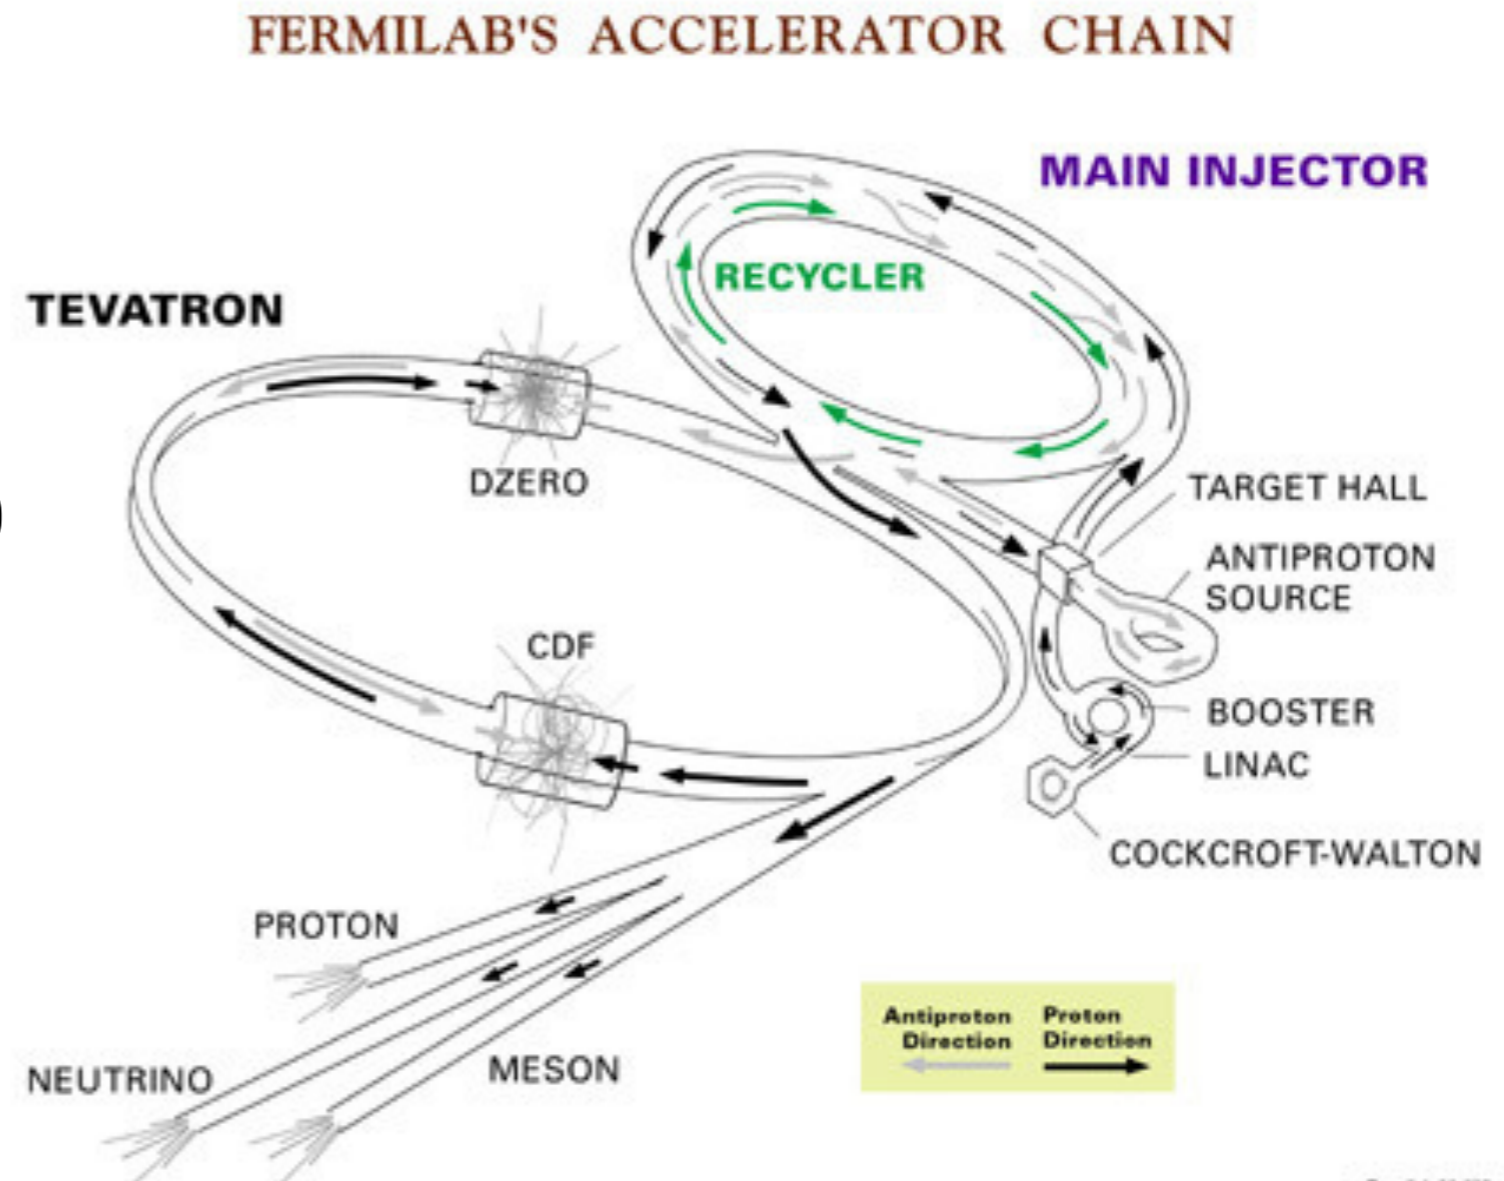 FERMILAB'S ACCELERATOR CHAIN
MAIN INJECTOR
RECYCLER
TEVATRON
DZERO
TARGET HALL
ANTIPROTON
SOURCE
CDF
BOOSTER
LINAC
COCKCROFT-WALTON
PROTON
NEUTRINO
MESON
Antiproton
Direction
Proton
Direction